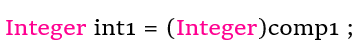 Integer int1 = (Integer)comp1 ;